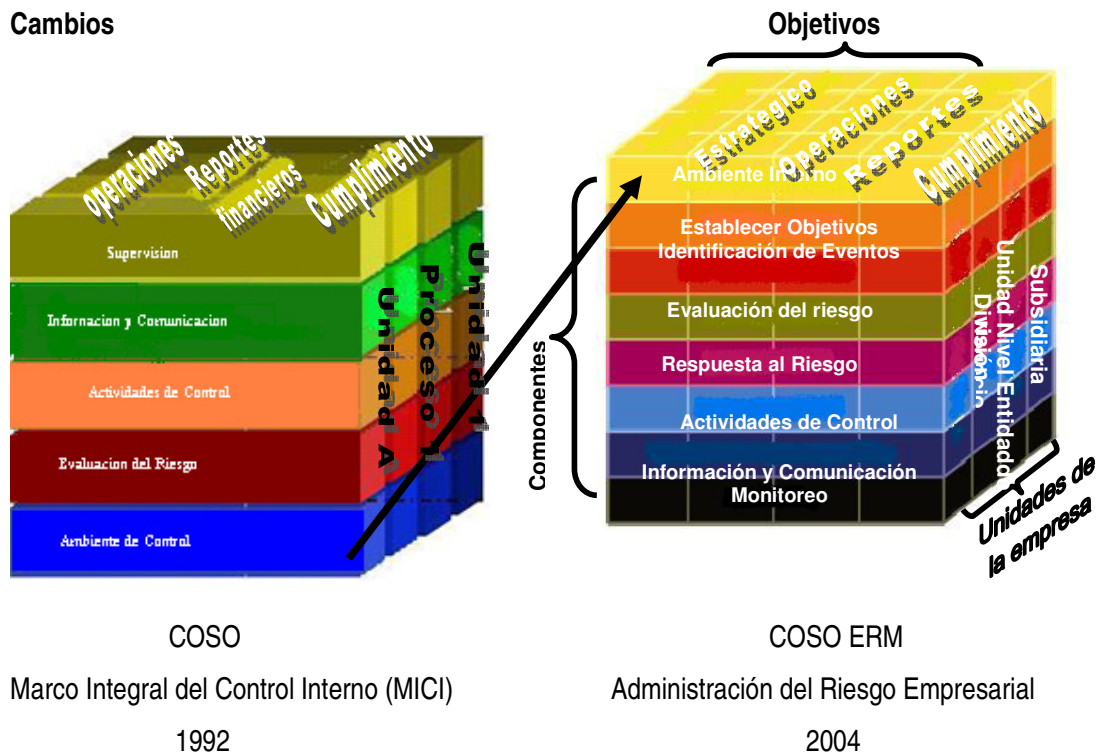 Cambios
Objetivos
operaciones
Reportes
financieros
Cumplimiento
Supervision
Informacion y Comunicacion
Actividades de Control
Evaluacion del Riesgo
Ambiente de Control
Unidad A
Proceso 1
Unidad 1
Estrategico
Operaciones
Reportes
Cumplimiento
Componentes
Ambiente Interno
Establecer Objetivos
Identificación de Eventos
Evaluación del riesgo
Respuesta al Riesgo
Actividades de Control
Información y Comunicación
Monitoreo
División
Unidad Nivel Entidad
Subsidiaria
Unidades de
la empresa
COSO
COSO ERM
Marco Integral del Control Interno (MICI)
Administración del Riesgo Empresarial
1992
2004